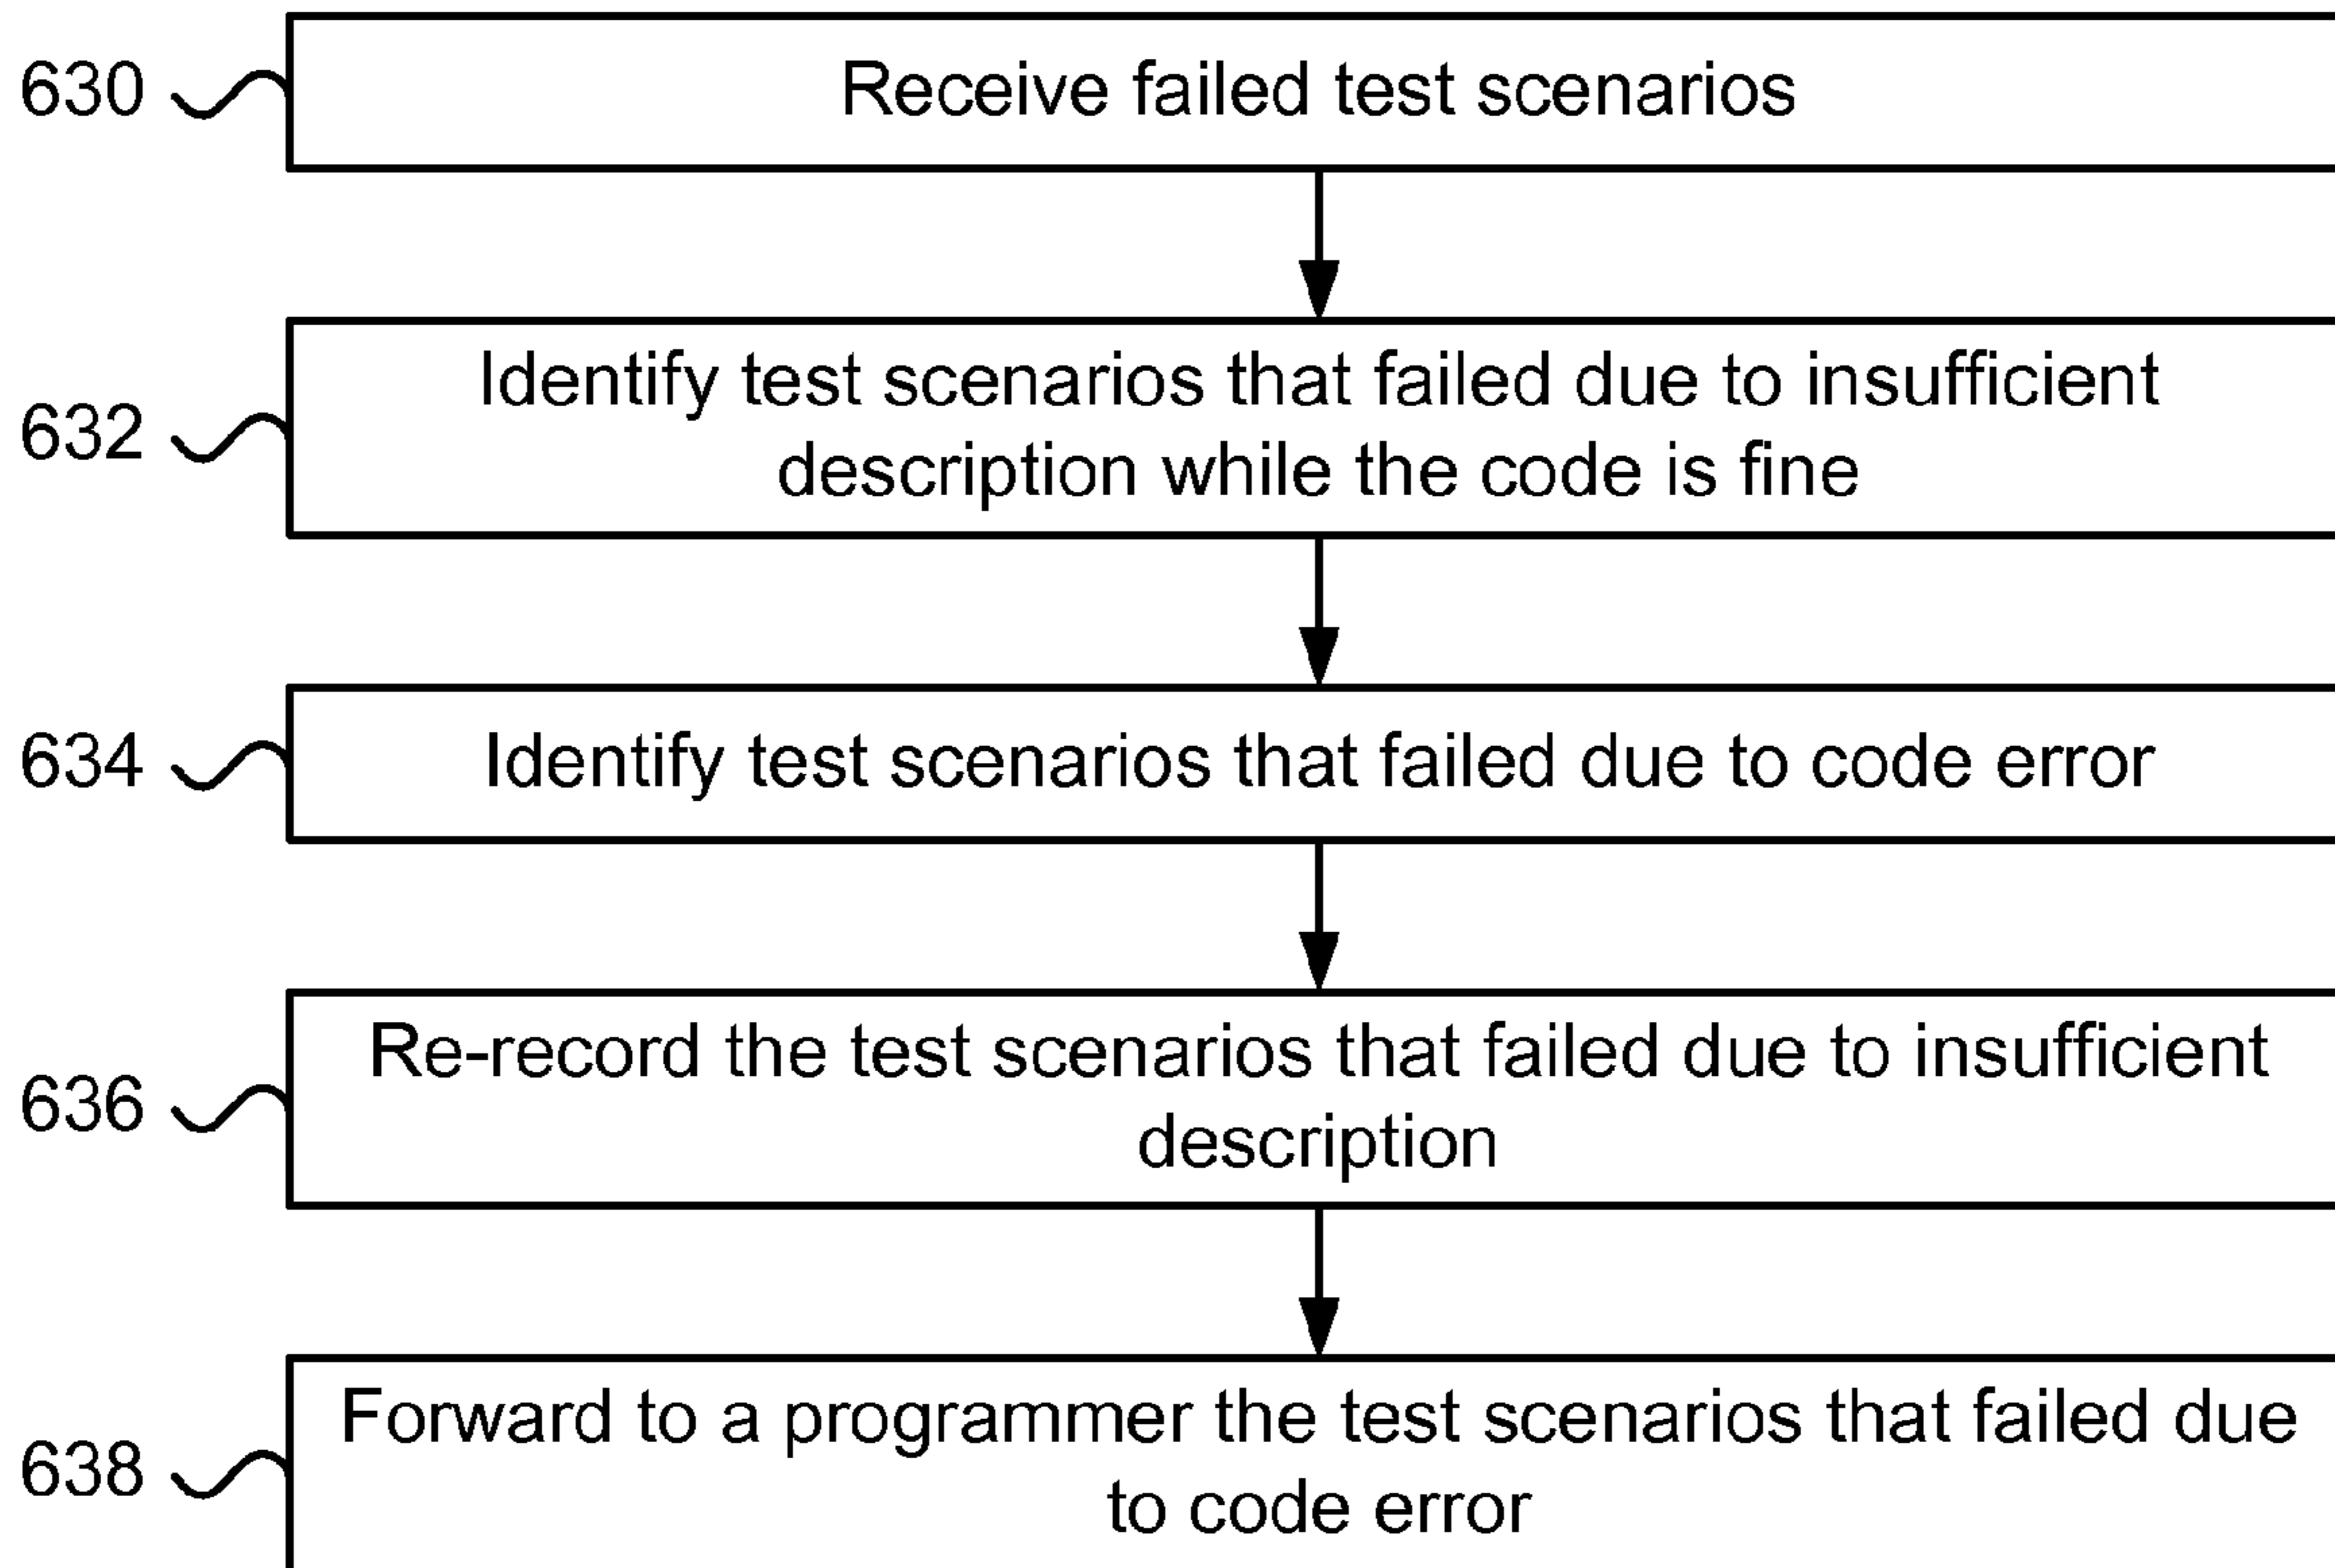 630
Receive failed test scenarios
632
Identify test scenarios that failed due to insufficient
description while the code is fine
634
Identify test scenarios that failed due to code error
636
Re-record the test scenarios that failed due to insufficient
description
638
Forward to a programmer the test scenarios that failed due
to code error